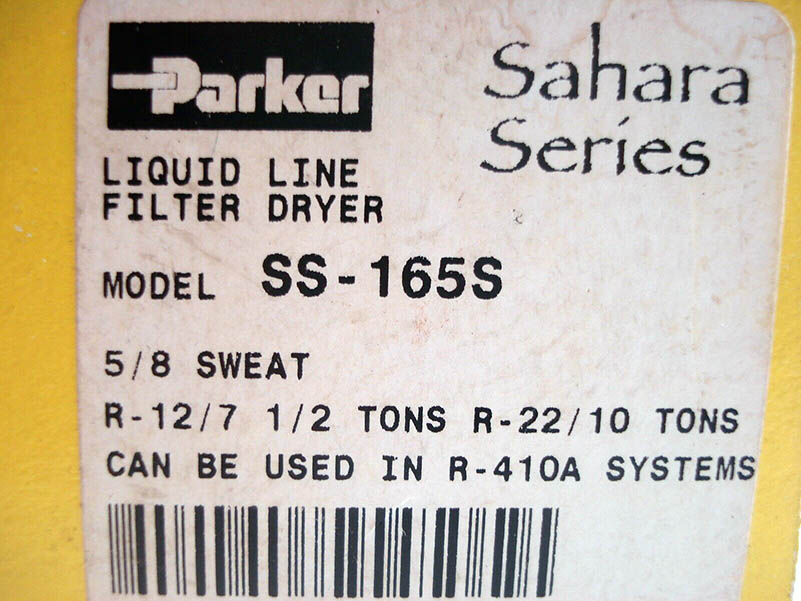 Parker
Sahara
Series
LIQUID LINE
FILTER DRYER
MODEL SS-165S
5/8 SWEAT
R-12/7 1/2 TONS R-22/10 TONS
CAN BE USED IN R-410A SYSTEMS